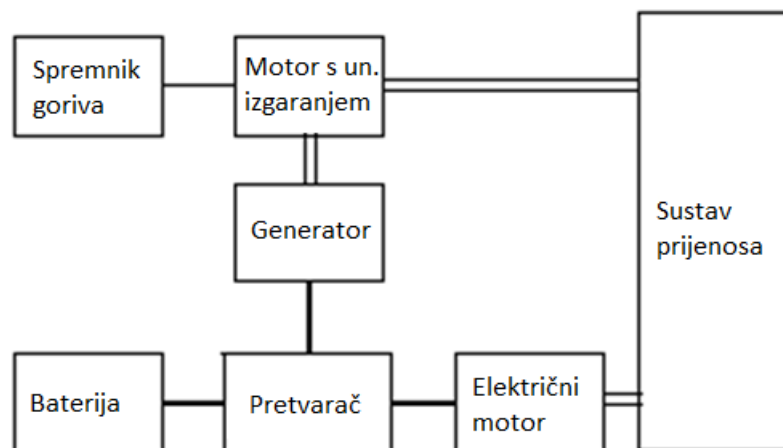 Spremnik
goriva
Motor s un.
izgaranjem
Generator
Sustav
prijenosa
Baterija
Pretvarač
Električni
motor